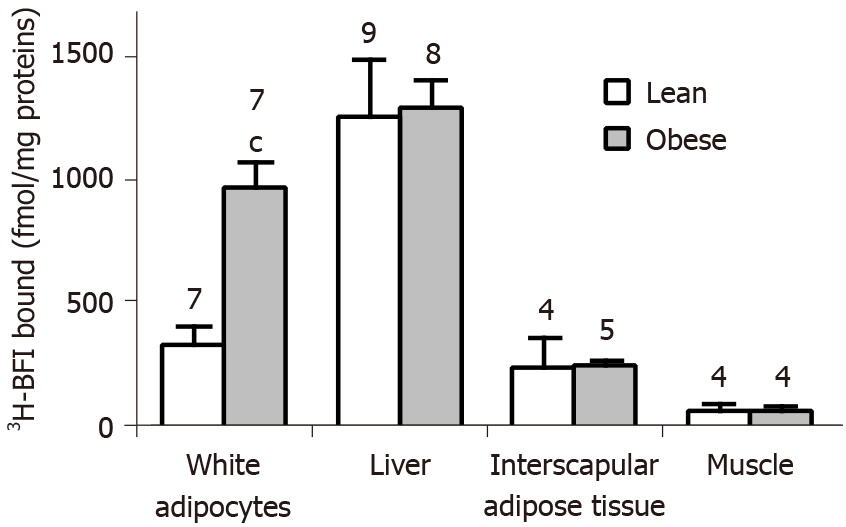 ³H-BFI bound (fmol/mg proteins)
1500
1000
500
0
7
7
c
9
8
4
5
4
4
Lean
Obese
White
adipocytes
Liver
Interscapular
adipose tissue
Muscle